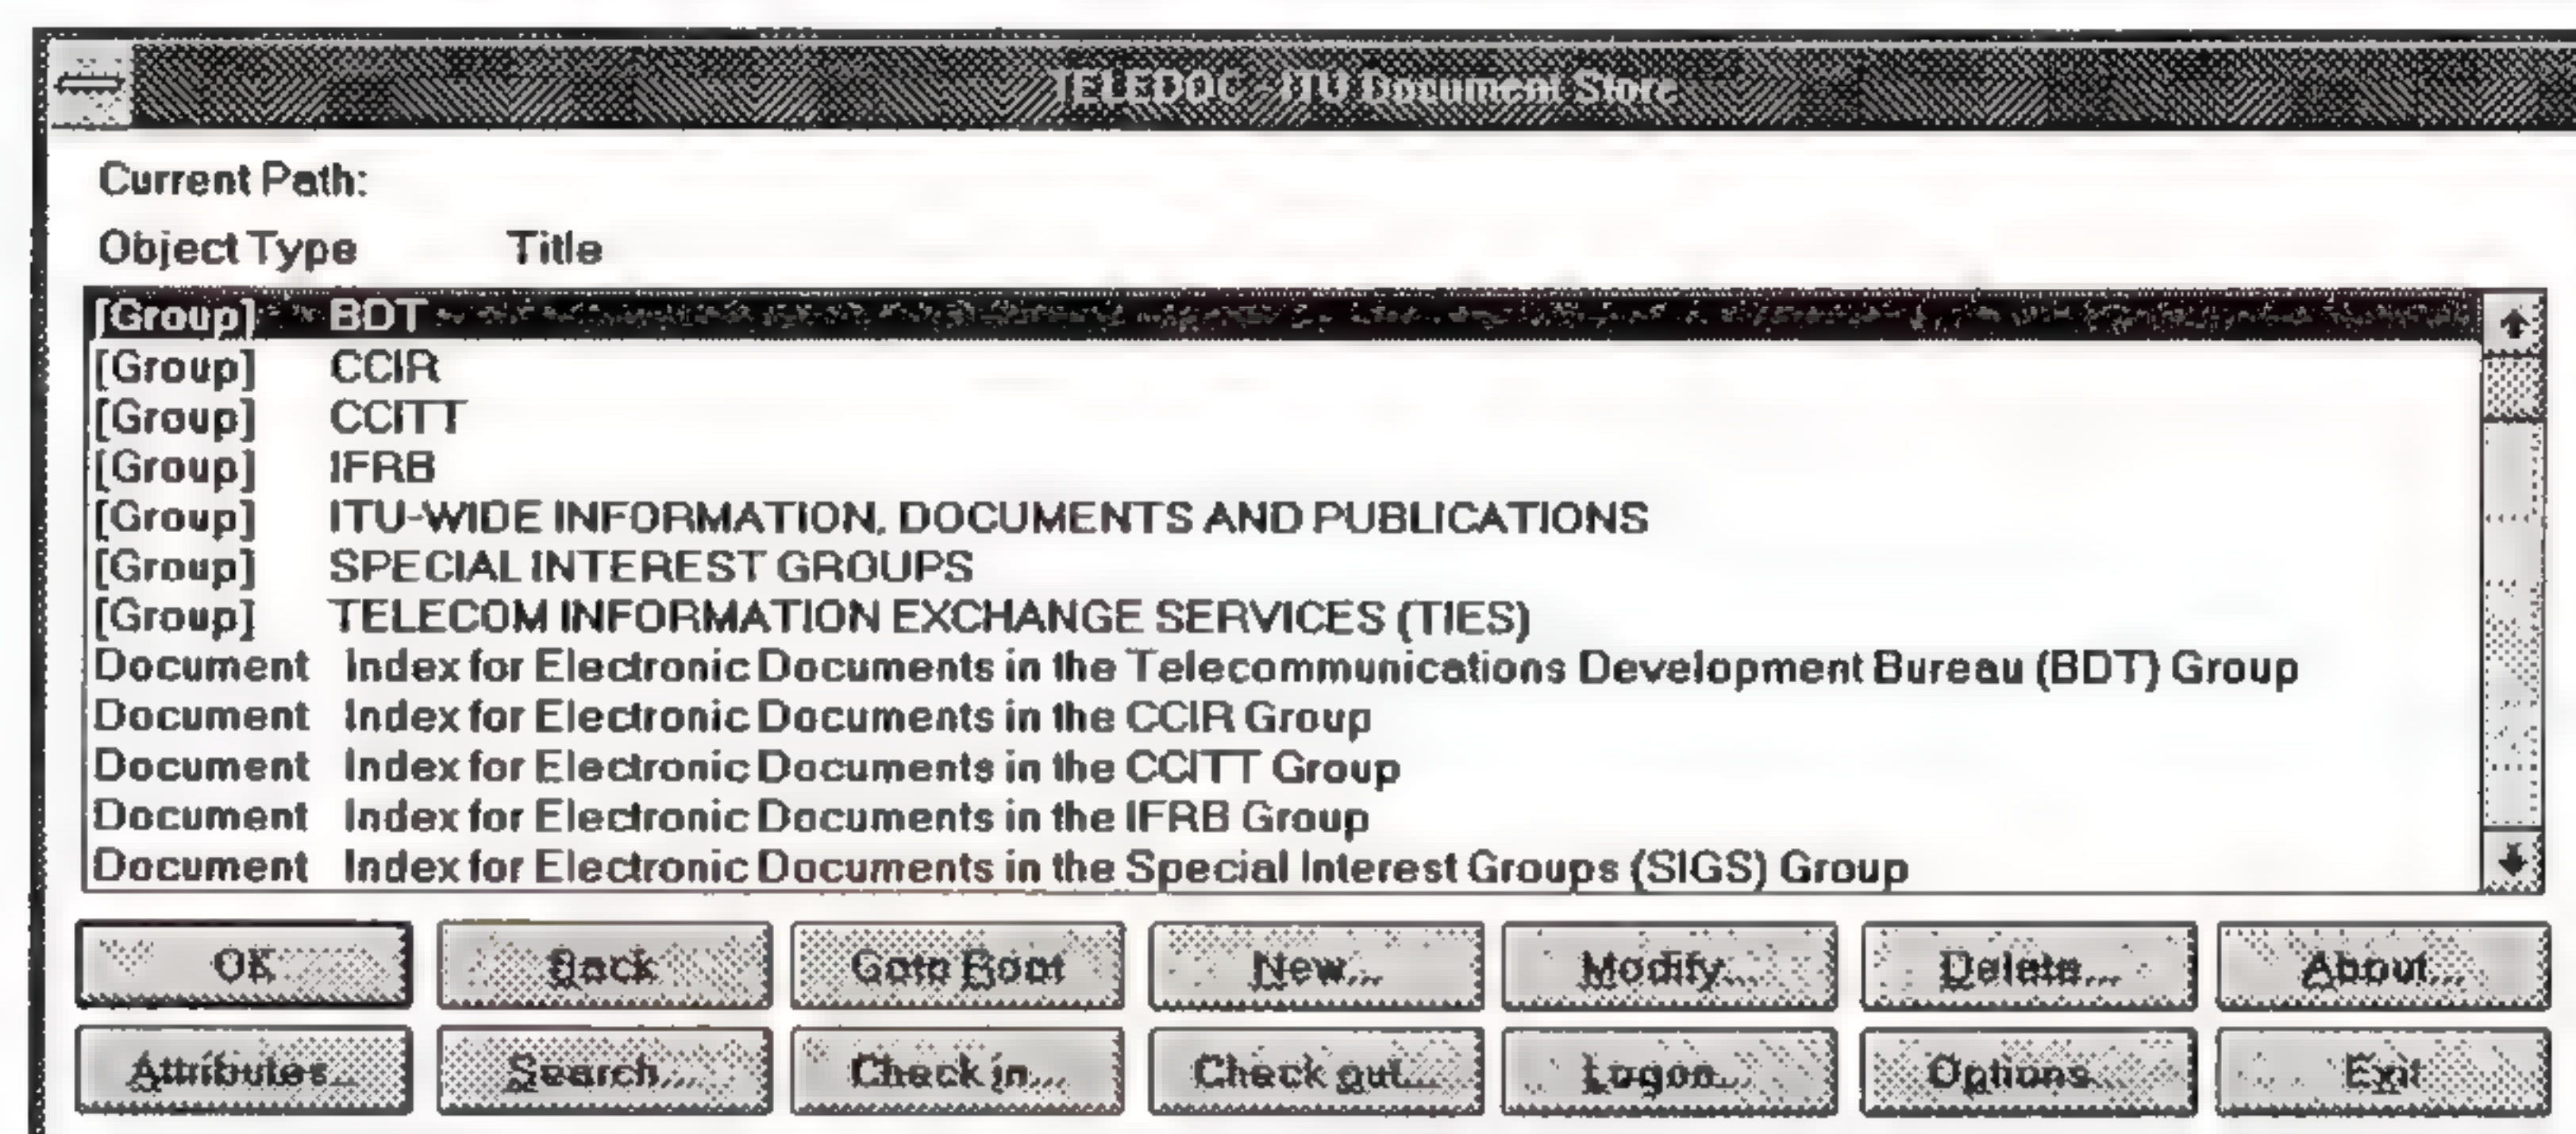 TELEDOC - ITU Document Store
Current Path:
Object Type Title
[Group] BDT
[Group] CCIR
[Group] CCITT
[Group] IFRB
[Group] ITU-WIDE INFORMATION, DOCUMENTS AND PUBLICATIONS
[Group] SPECIAL INTEREST GROUPS
[Group] TELECOM INFORMATION EXCHANGE SERVICES (TIES)
Document Index for Electronic Documents in the Telecommunications Development Bureau (BDT) Group
Document Index for Electronic Documents in the CCIR Group
Document Index for Electronic Documents in the CCITT Group
Document Index for Electronic Documents in the IFRB Group
Document Index for Electronic Documents in the Special Interest Groups (SIGS) Group
OK Back Goto Root New... Modify... Delete... About...
Attributes... Search... Check in... Check out... Logon... Options... Exit